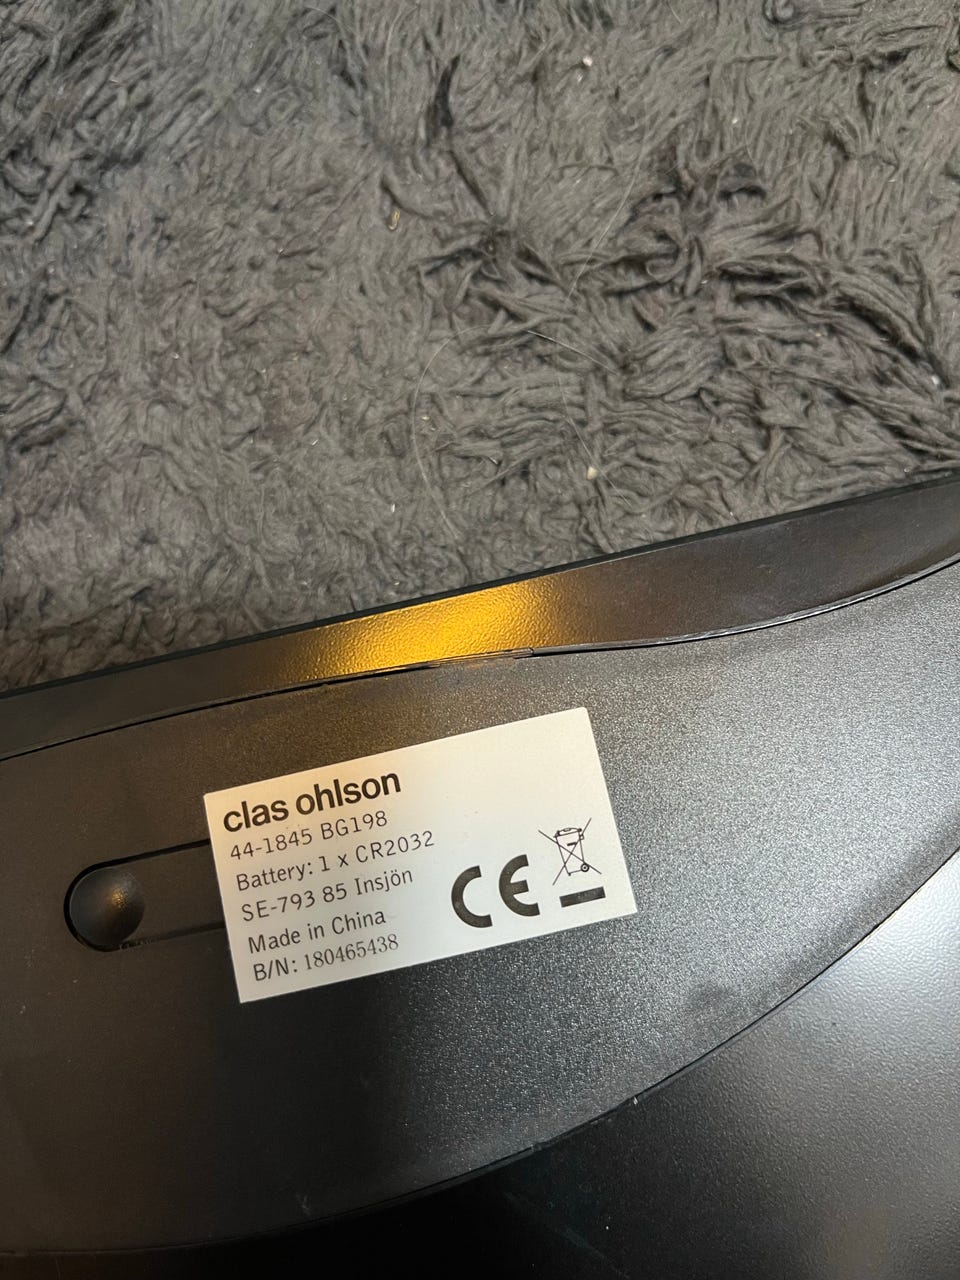 clas ohlson
44-1845 BG198
Battery: 1 x CR2032
SE-793 85 Insjön
Made in China
B/N: 180465438
CE